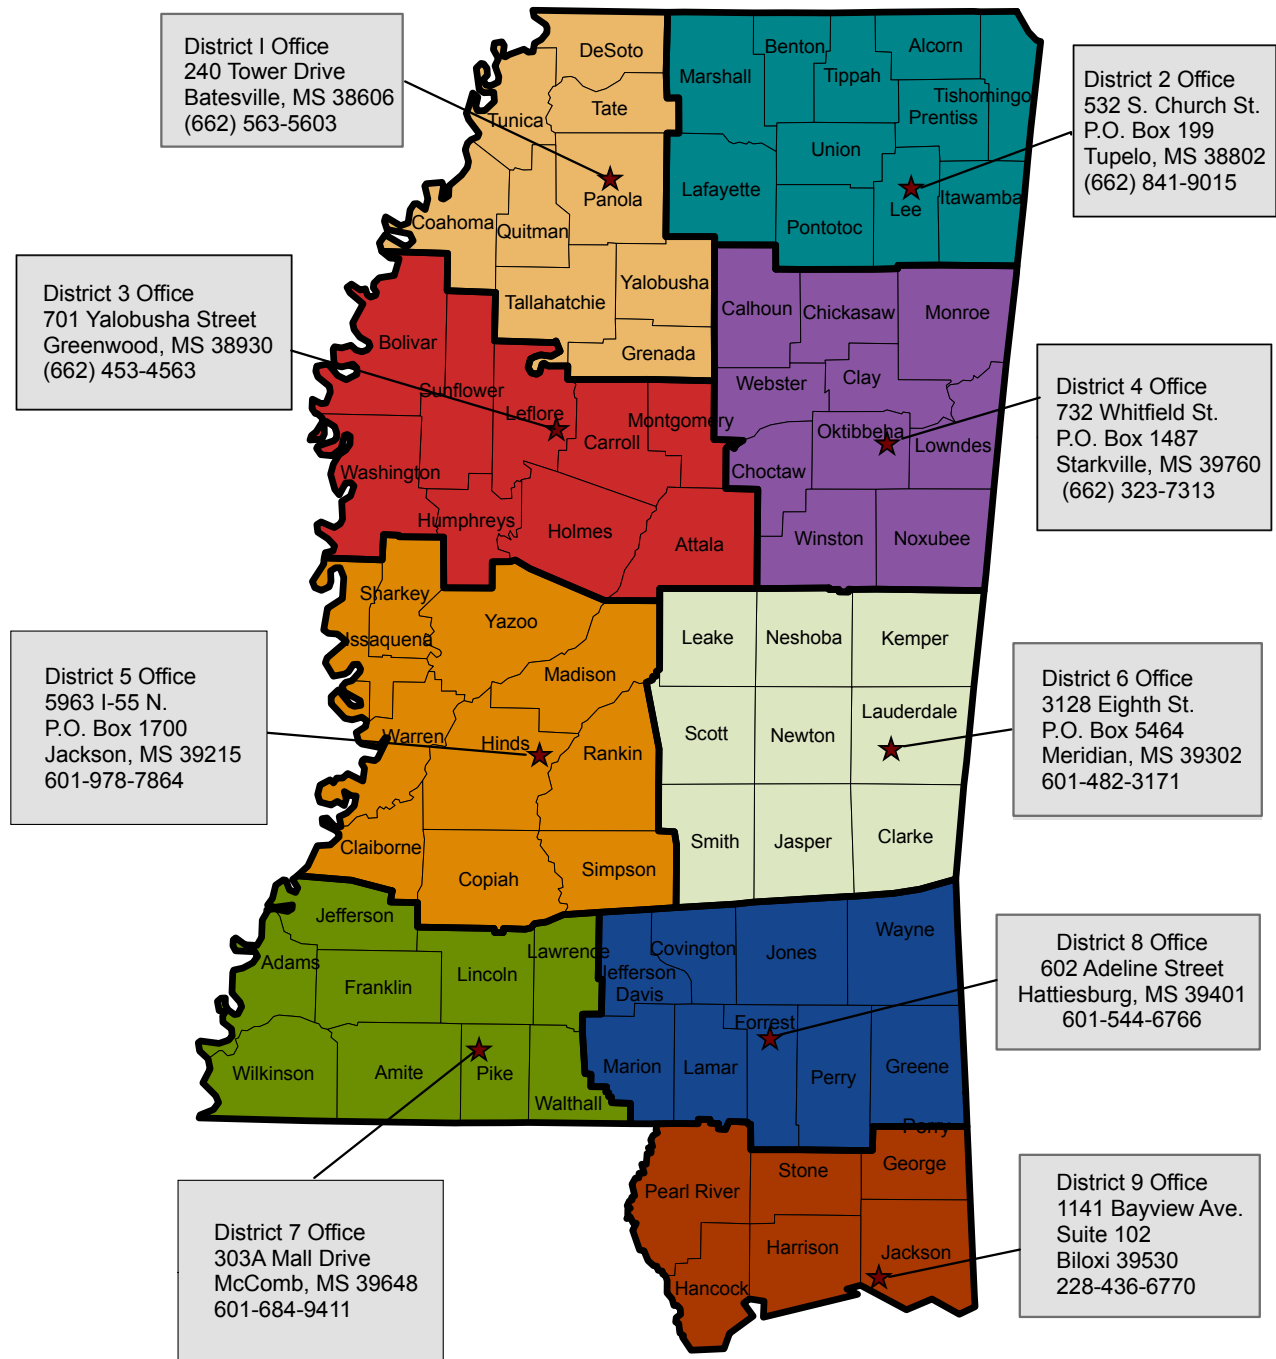 District I Office
240 Tower Drive
Batesville, MS 38606
(662) 563-5603
District 2 Office
532 S. Church St.
P.O. Box 199
Tupelo, MS 38802
(662) 841-9015
District 3 Office
701 Yalobusha Street
Greenwood, MS 38930
(662) 453-4563
District 4 Office
732 Whitfield St.
P.O. Box 1487
Starkville, MS 39760
(662) 323-7313
District 5 Office
5963 I-55 N.
P.O. Box 1700
Jackson, MS 39215
601-978-7864
District 6 Office
3128 Eighth St.
P.O. Box 5464
Meridian, MS 39302
601-482-3171
District 8 Office
602 Adeline Street
Hattiesburg, MS 39401
601-544-6766
District 7 Office
303A Mall Drive
McComb, MS 39648
601-684-9411
District 9 Office
1141 Bayview Ave.
Suite 102
Biloxi 39530
228-436-6770
DeSoto
Tunica
Tate
Panola
Coahoma
Quitman
Tallahatchie
Yalobusha
Grenada
Marshall
Benton
Tippah
Alcorn
Tishomingo
Prentiss
Union
Lafayette
Pontotoc
Lee
Itawamba
Bolivar
Sunflower
Leflore
Carroll
Montgomery
Washington
Humphreys
Holmes
Attala
Calhoun
Chickasaw
Monroe
Webster
Clay
Oktibbeha
Lowndes
Choctaw
Winston
Noxubee
Sharkey
Issaquena
Yazoo
Madison
Warren
Hinds
Rankin
Claiborne
Copiah
Simpson
Leake
Neshoba
Kemper
Scott
Newton
Lauderdale
Smith
Jasper
Clarke
Jefferson
Adams
Franklin
Lincoln
Lawrence
Wilkinson
Amite
Pike
Walthall
Covington
Jones
Wayne
Jefferson
Davis
Forrest
Marion
Lamar
Perry
Greene
Perry
Pearl River
Stone
George
Harrison
Jackson
Hancock